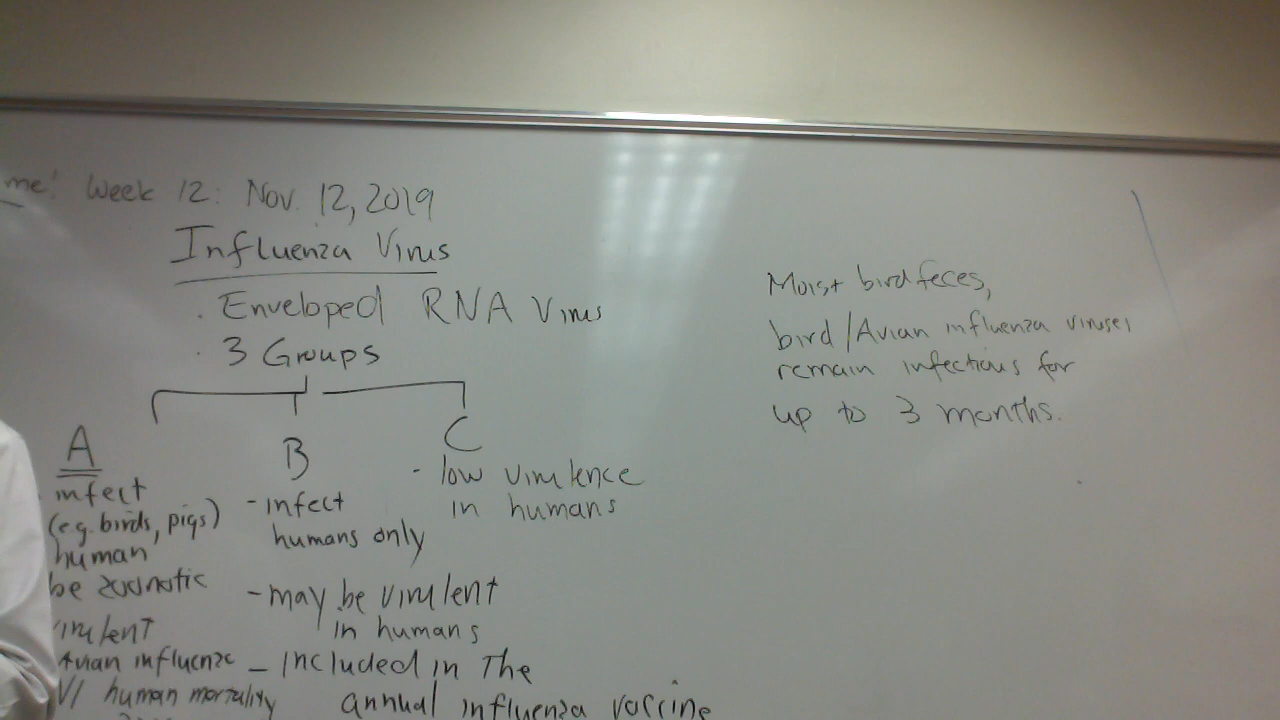 me! Week 12: Nov. 12, 2019
Influenza Virus
. Enveloped RNA Virus
. 3 Groups
A
infect
(e.g. birds, pigs)
human
be zoonotic
virulent
Avian influenza
human mortality
B
- infect
humans only
- may be virulent
in humans
- Included in The
annual influenza vaccine
C
- low virulence
in humans
Moist bird feces,
bird/Avian influenza viruses
remain infectious for
up to 3 months.